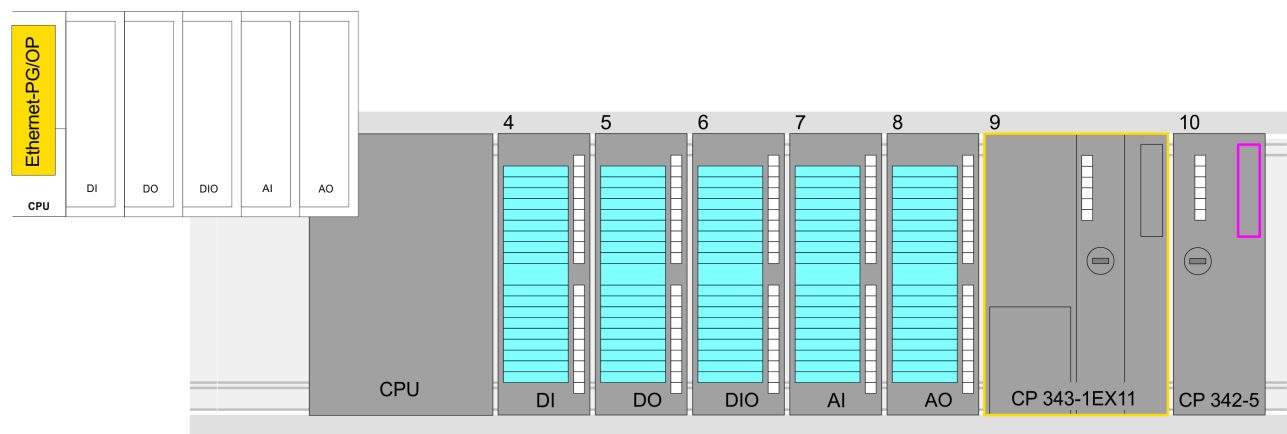 Ethernet-PG/OP
CPU
DI
DO
DIO
AI
AO
4
5
6
7
8
9
10
CPU
DI
DO
DIO
AI
AO
CP 343-1EX11
CP 342-5